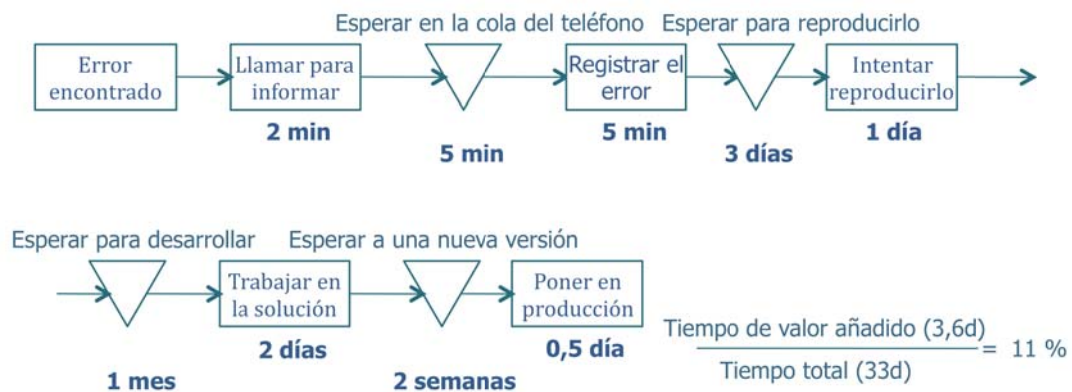 Esperar en la cola del teléfono Esperar para reproducirlo
Error
encontrado
Llamar para
informar
Registrar el
error
Intentar
reproducirlo
2 min
5 min
5 min
3 días
1 día
Esperar para desarrollar Esperar a una nueva versión
Trabajar en
la solución
Poner en
producción
2 días
0,5 día
1 mes
2 semanas
Tiempo de valor añadido (3,6d)
Tiempo total (33d)
= 11 %